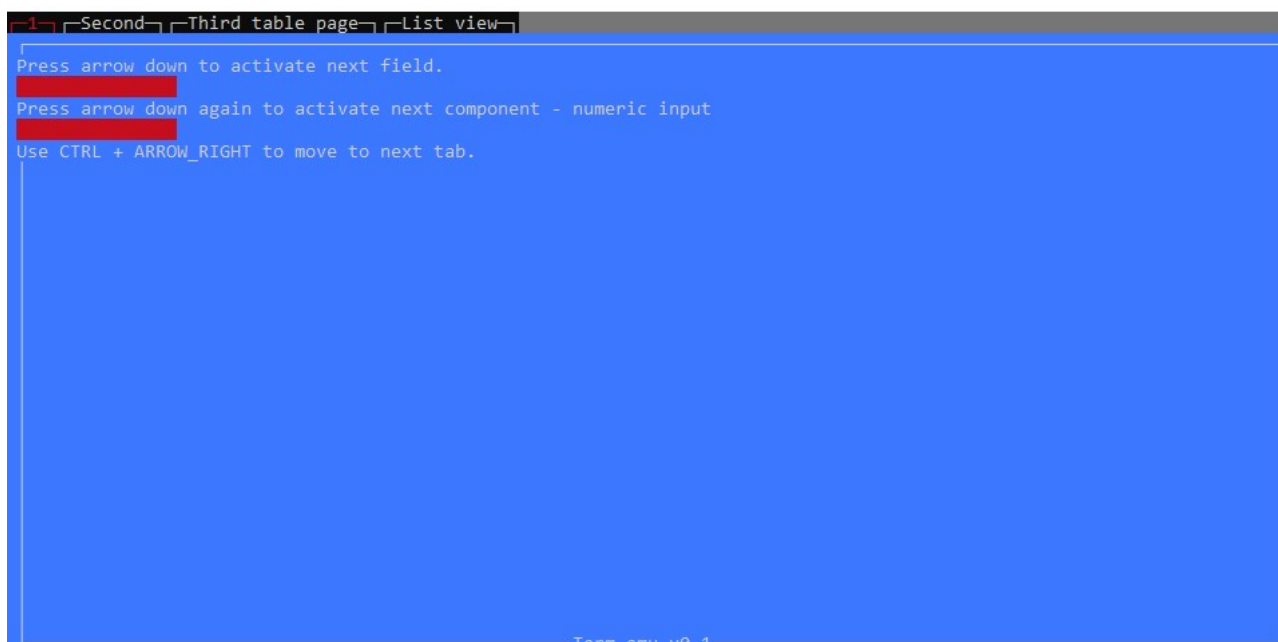 1 Second Third table page List view
Press arrow down to activate next field.
Press arrow down again to activate next component - numeric input
Use CTRL + ARROW_RIGHT to move to next tab.